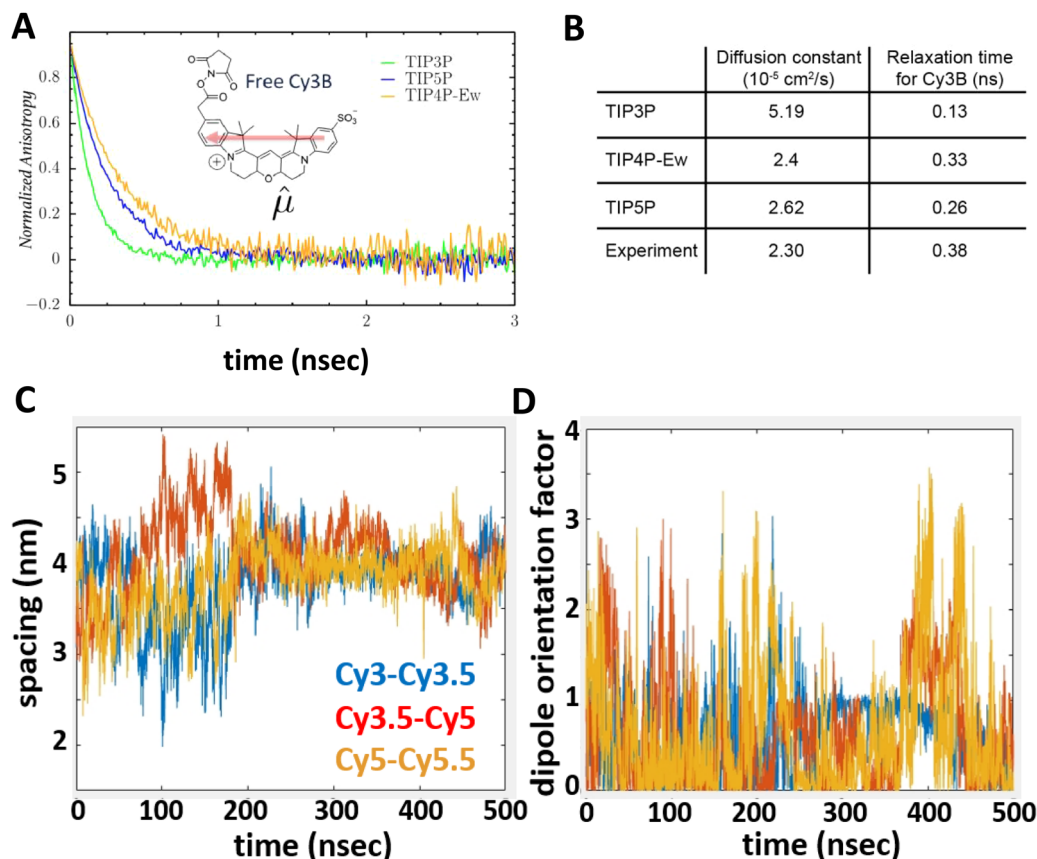 A
Normalized Anisotropy
0.8
0.6
0.4
0.2
0
−0.2
0
1
2
3
time (nsec)
Free Cy3B
TIP3P
TIP5P
TIP4P-Ew
O
N
O
O
O
SO₃⁻
N
⊕
N
O
μ̂
B
Diffusion constant (10⁻⁵ cm²/s)
Relaxation time for Cy3B (ns)
TIP3P 5.19 0.13
TIP4P-Ew 2.4 0.33
TIP5P 2.62 0.26
Experiment 2.30 0.38
C
spacing (nm)
5
4
3
2
Cy3-Cy3.5
Cy3.5-Cy5
Cy5-Cy5.5
0 100 200 300 400 500
time (nsec)
D
dipole orientation factor
4
3
2
1
0
0 100 200 300 400 500
time (nsec)